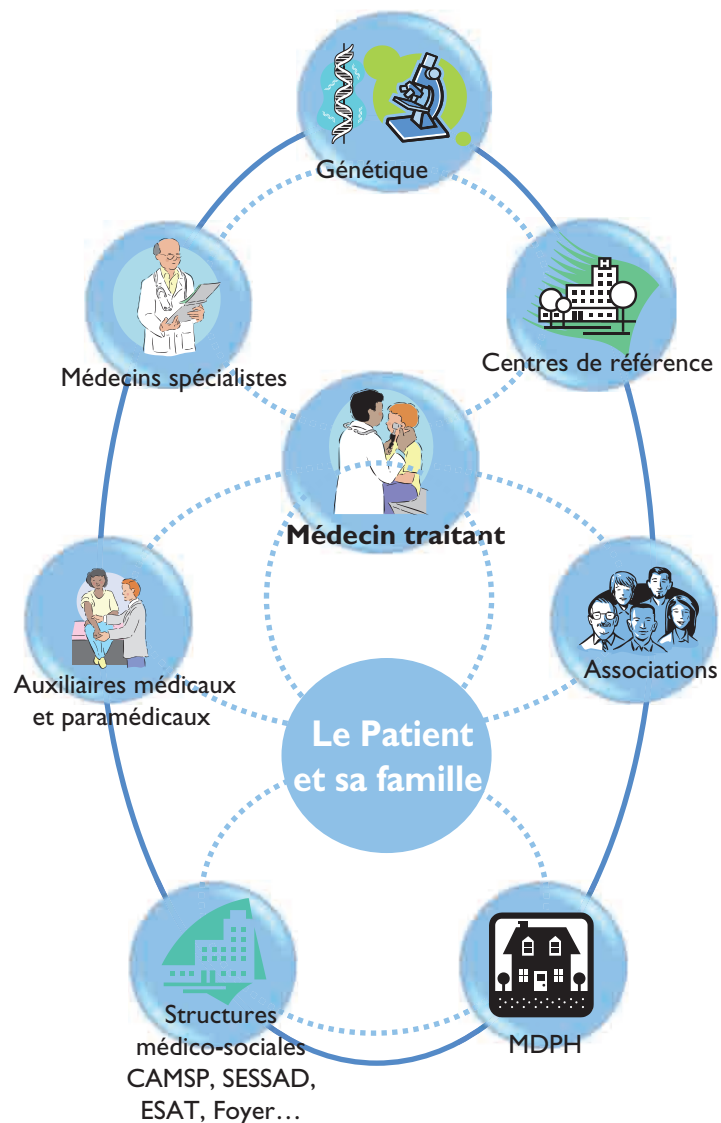 Génétique
Médecins spécialistes
Centres de référence
Médecin traitant
Auxiliaires médicaux
et paramédicaux
Associations
Le Patient
et sa famille
Structures
médico-sociales
CAMSP, SESSAD,
ESAT, Foyer…
MDPH